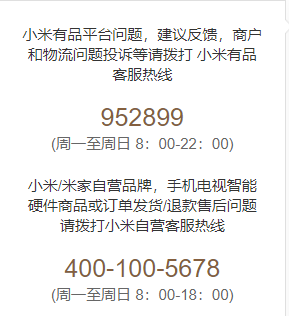 小米有品平台问题，建议反馈，商户
和物流问题投诉等请拨打 小米有品
客服热线
952899
(周一至周日 8：00-22：00)
小米/米家自营品牌，手机电视智能
硬件商品或订单发货/退款售后问题
请拨打小米自营客服热线
400-100-5678
(周一至周日 8：00-18：00)